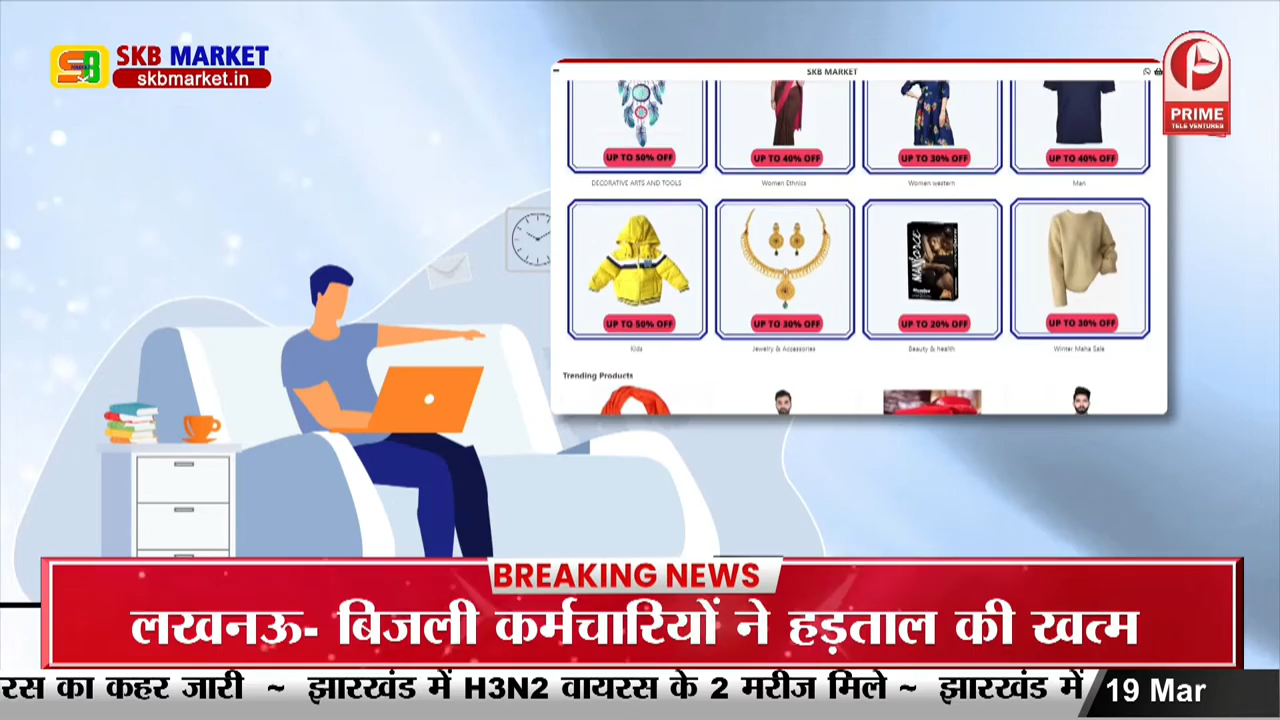 SKB MARKET
skbmarket.in
PRIME
TELE VENTURES
SKB MARKET
UP TO 50% OFF
UP TO 40% OFF
UP TO 30% OFF
UP TO 40% OFF
DECORATIVE ARTS AND TOOLS
Women Ethnics
Women western
Man
MANFORCE
UP TO 50% OFF
UP TO 30% OFF
UP TO 20% OFF
UP TO 30% OFF
Kids
Jewelry & Accessories
Beauty & health
Winter Maha Sale
Trending Products
BREAKING NEWS
लखनऊ- बिजली कर्मचारियों ने हड़ताल की खत्म
रस का कहर जारी ~ झारखंड में H3N2 वायरस के 2 मरीज मिले ~ झारखंड में
19 Mar